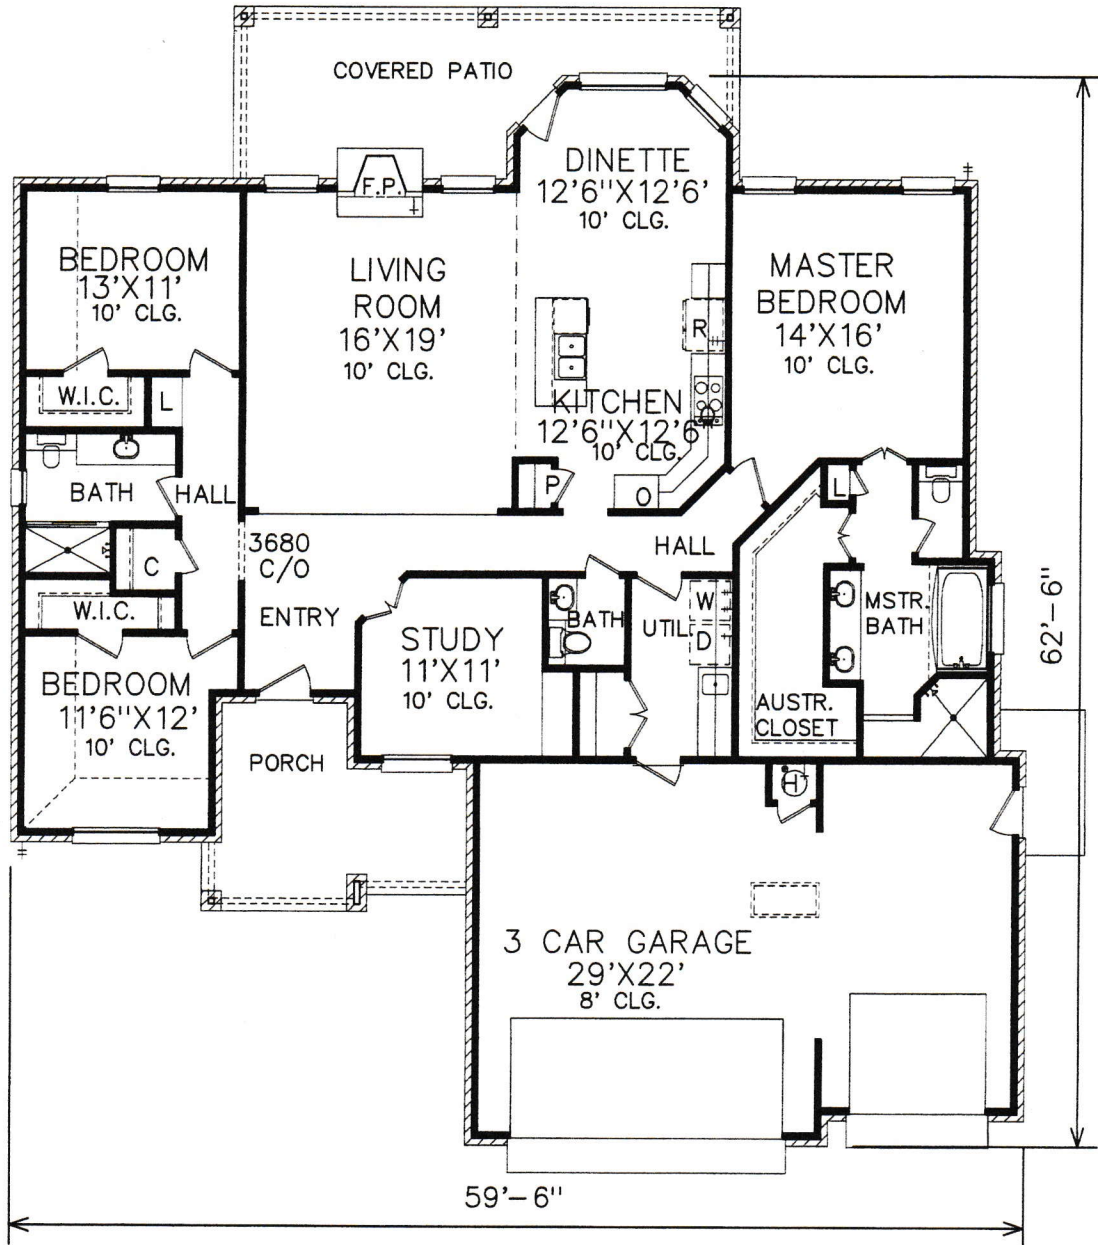 COVERED PATIO
F.P.
DINETTE
12'6"X12'6'
10' CLG.
BEDROOM
13'X11'
10' CLG.
LIVING
ROOM
16'X19'
10' CLG.
MASTER
BEDROOM
14'X16'
10' CLG.
R
W.I.C.
L
KITCHEN
12'6"X12'6
10' CLG.
BATH
HALL
P
O
L
3680
C/O
HALL
C
W.I.C.
ENTRY
BATH
UTIL
W
D
MSTR.
BATH
62'-6"
STUDY
11'X11'
10' CLG.
BEDROOM
11'6"X12'
10' CLG.
AUSTR.
CLOSET
PORCH
H
3 CAR GARAGE
29'X22'
8' CLG.
59'-6"